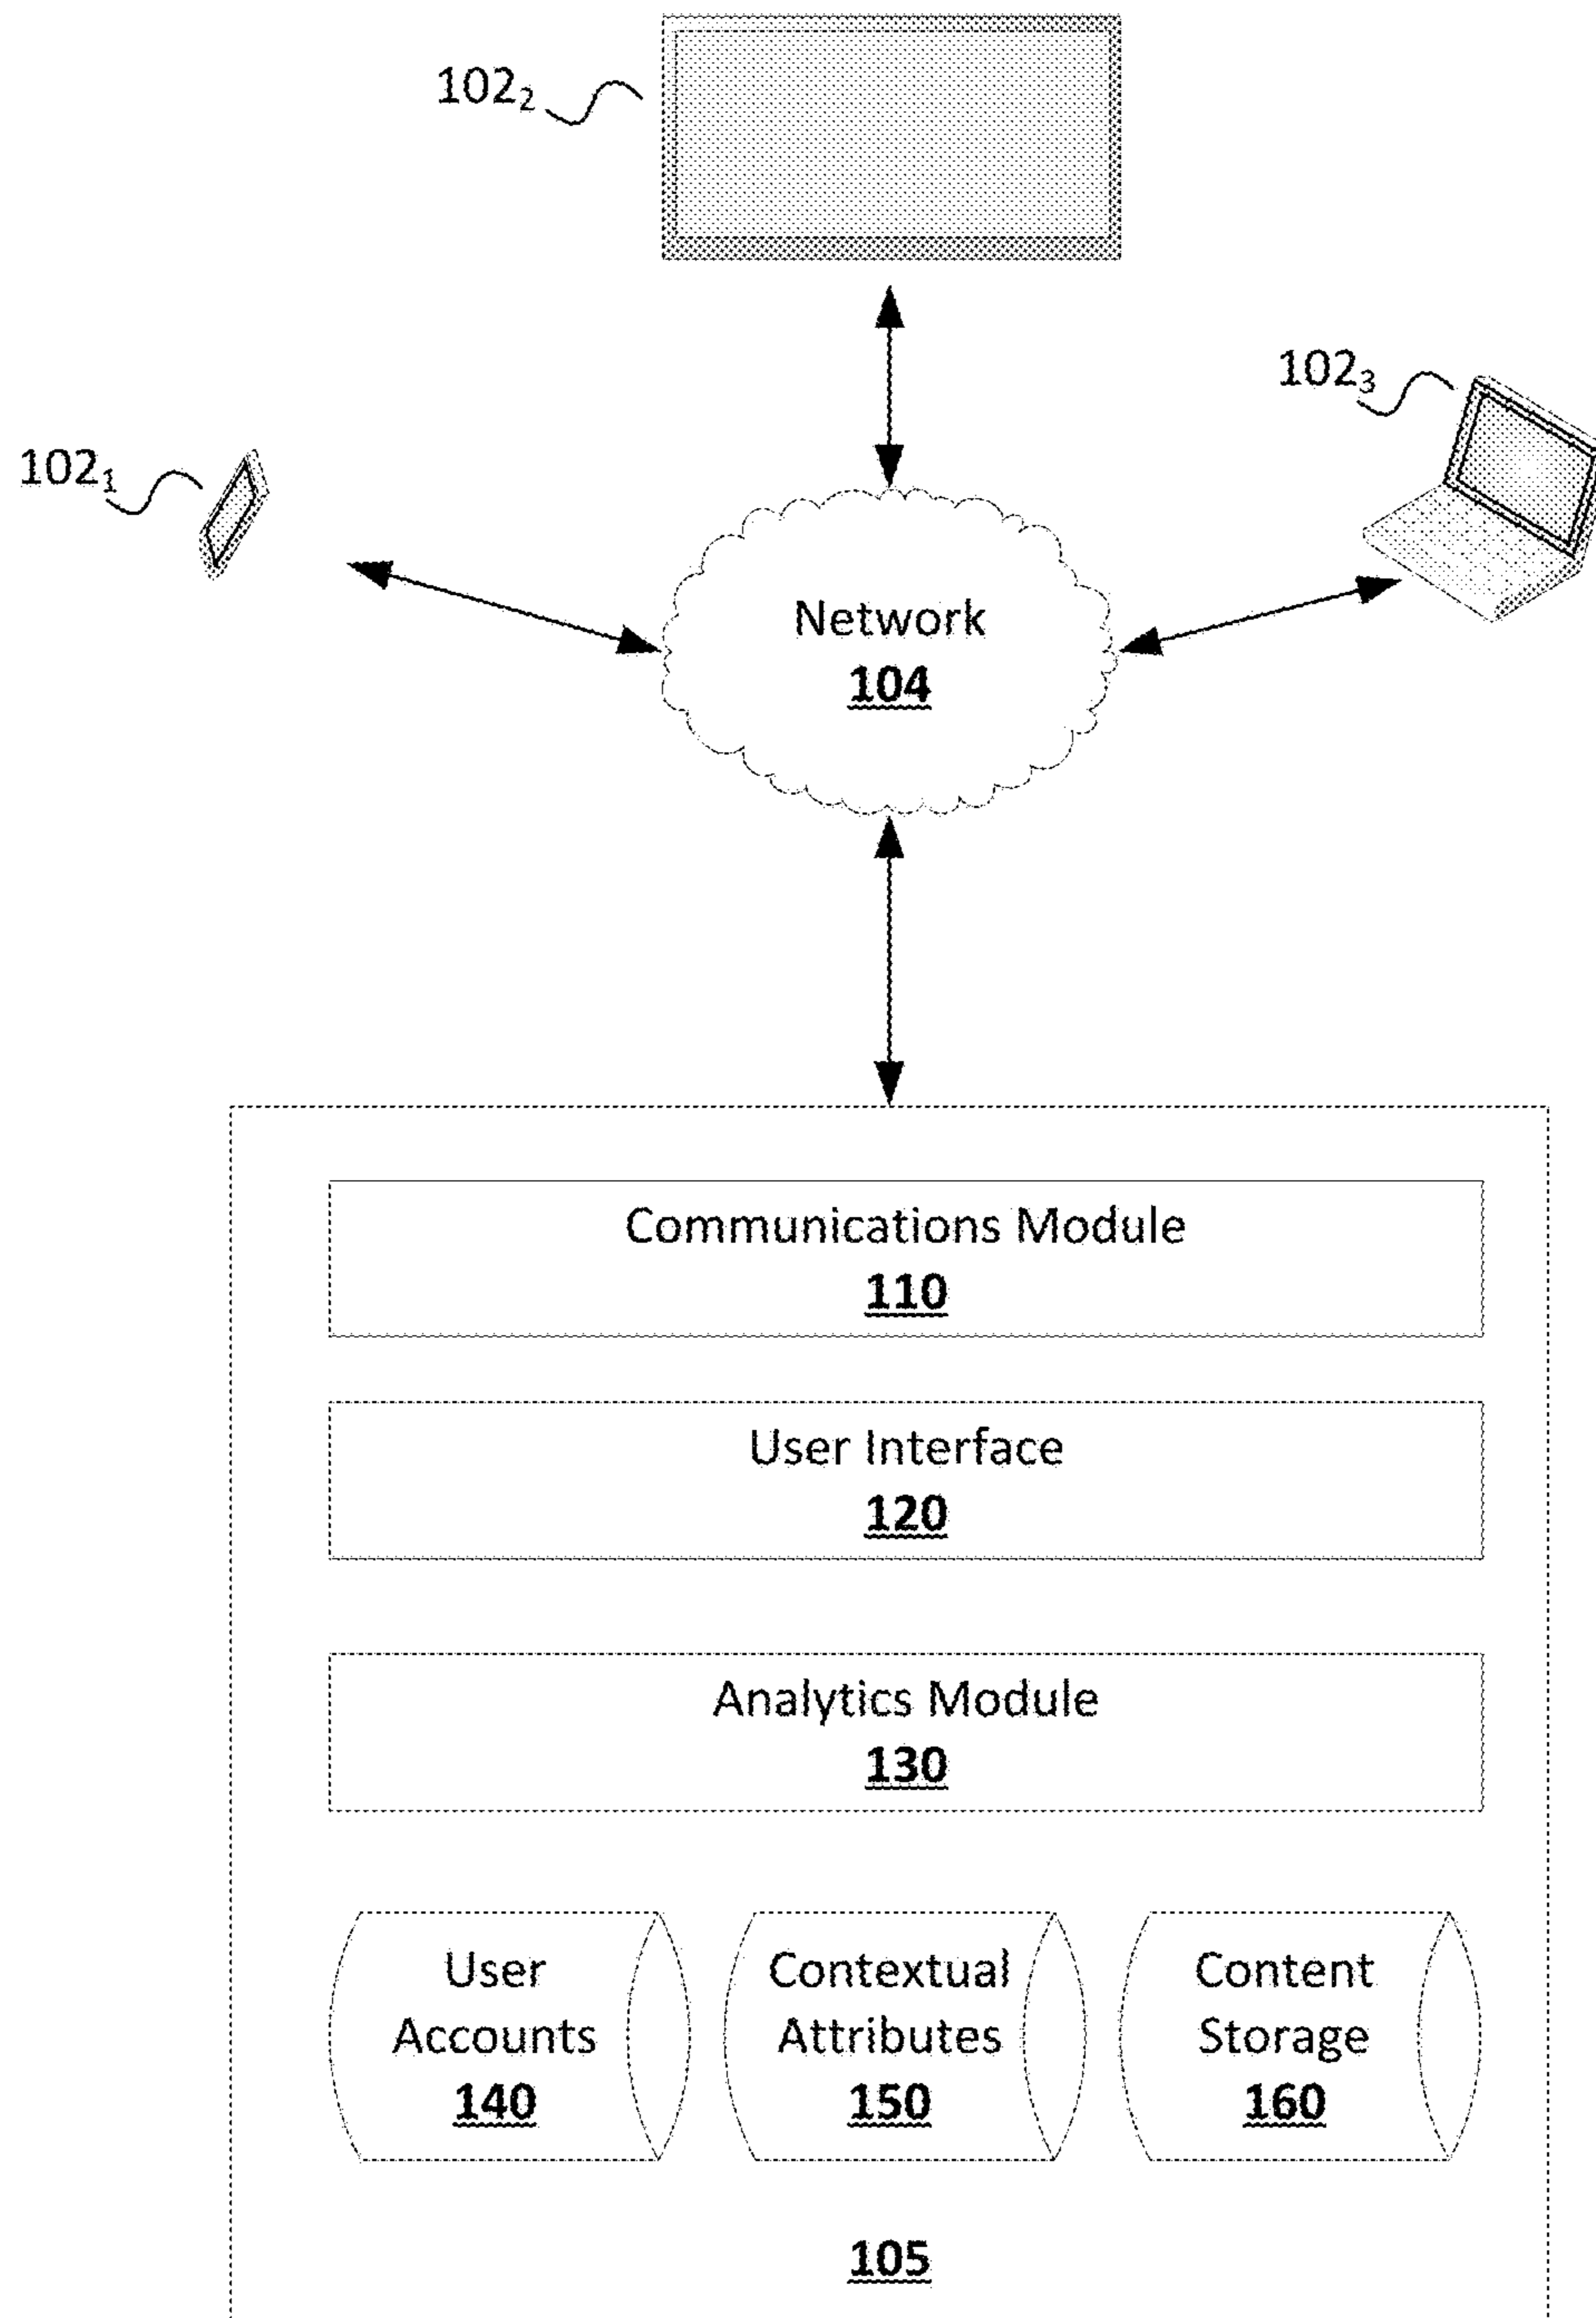 102₂
102₃
102₁
Network
104
Communications Module
110
User Interface
120
Analytics Module
130
User
Accounts
140
Contextual
Attributes
150
Content
Storage
160
105